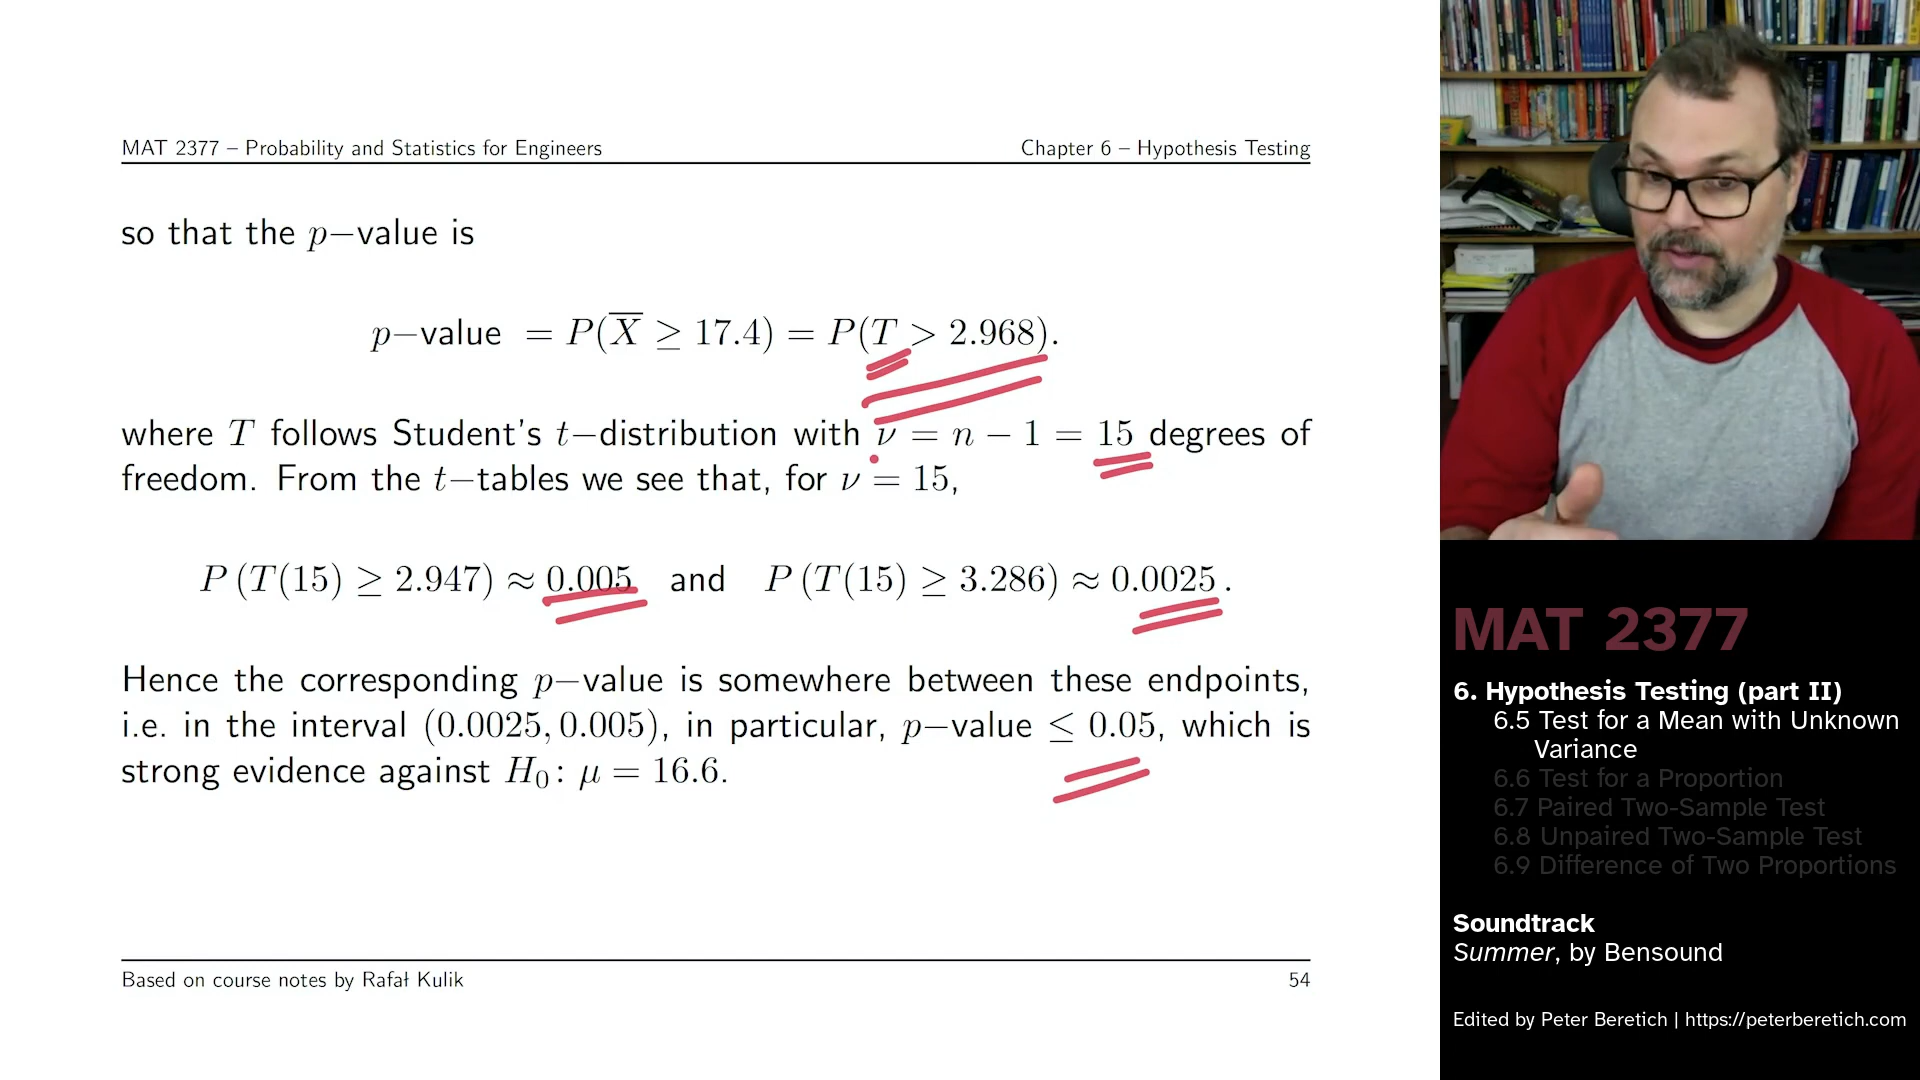 MAT 2377 – Probability and Statistics for Engineers
Chapter 6 – Hypothesis Testing
so that the p−value is
p−value = P(X̅ ≥ 17.4) = P(T > 2.968).
where T follows Student's t−distribution with ν = n − 1 = 15 degrees of
freedom. From the t−tables we see that, for ν = 15,
P (T(15) ≥ 2.947) ≈ 0.005 and P (T(15) ≥ 3.286) ≈ 0.0025 .
Hence the corresponding p−value is somewhere between these endpoints,
i.e. in the interval (0.0025, 0.005), in particular, p−value ≤ 0.05, which is
strong evidence against H₀ : μ = 16.6.
Based on course notes by Rafał Kulik
54
MAT 2377
6. Hypothesis Testing (part II)
6.5 Test for a Mean with Unknown
Variance
6.6 Test for a Proportion
6.7 Paired Two-Sample Test
6.8 Unpaired Two-Sample Test
6.9 Difference of Two Proportions
Soundtrack
Summer, by Bensound
Edited by Peter Beretich | https://peterberetich.com